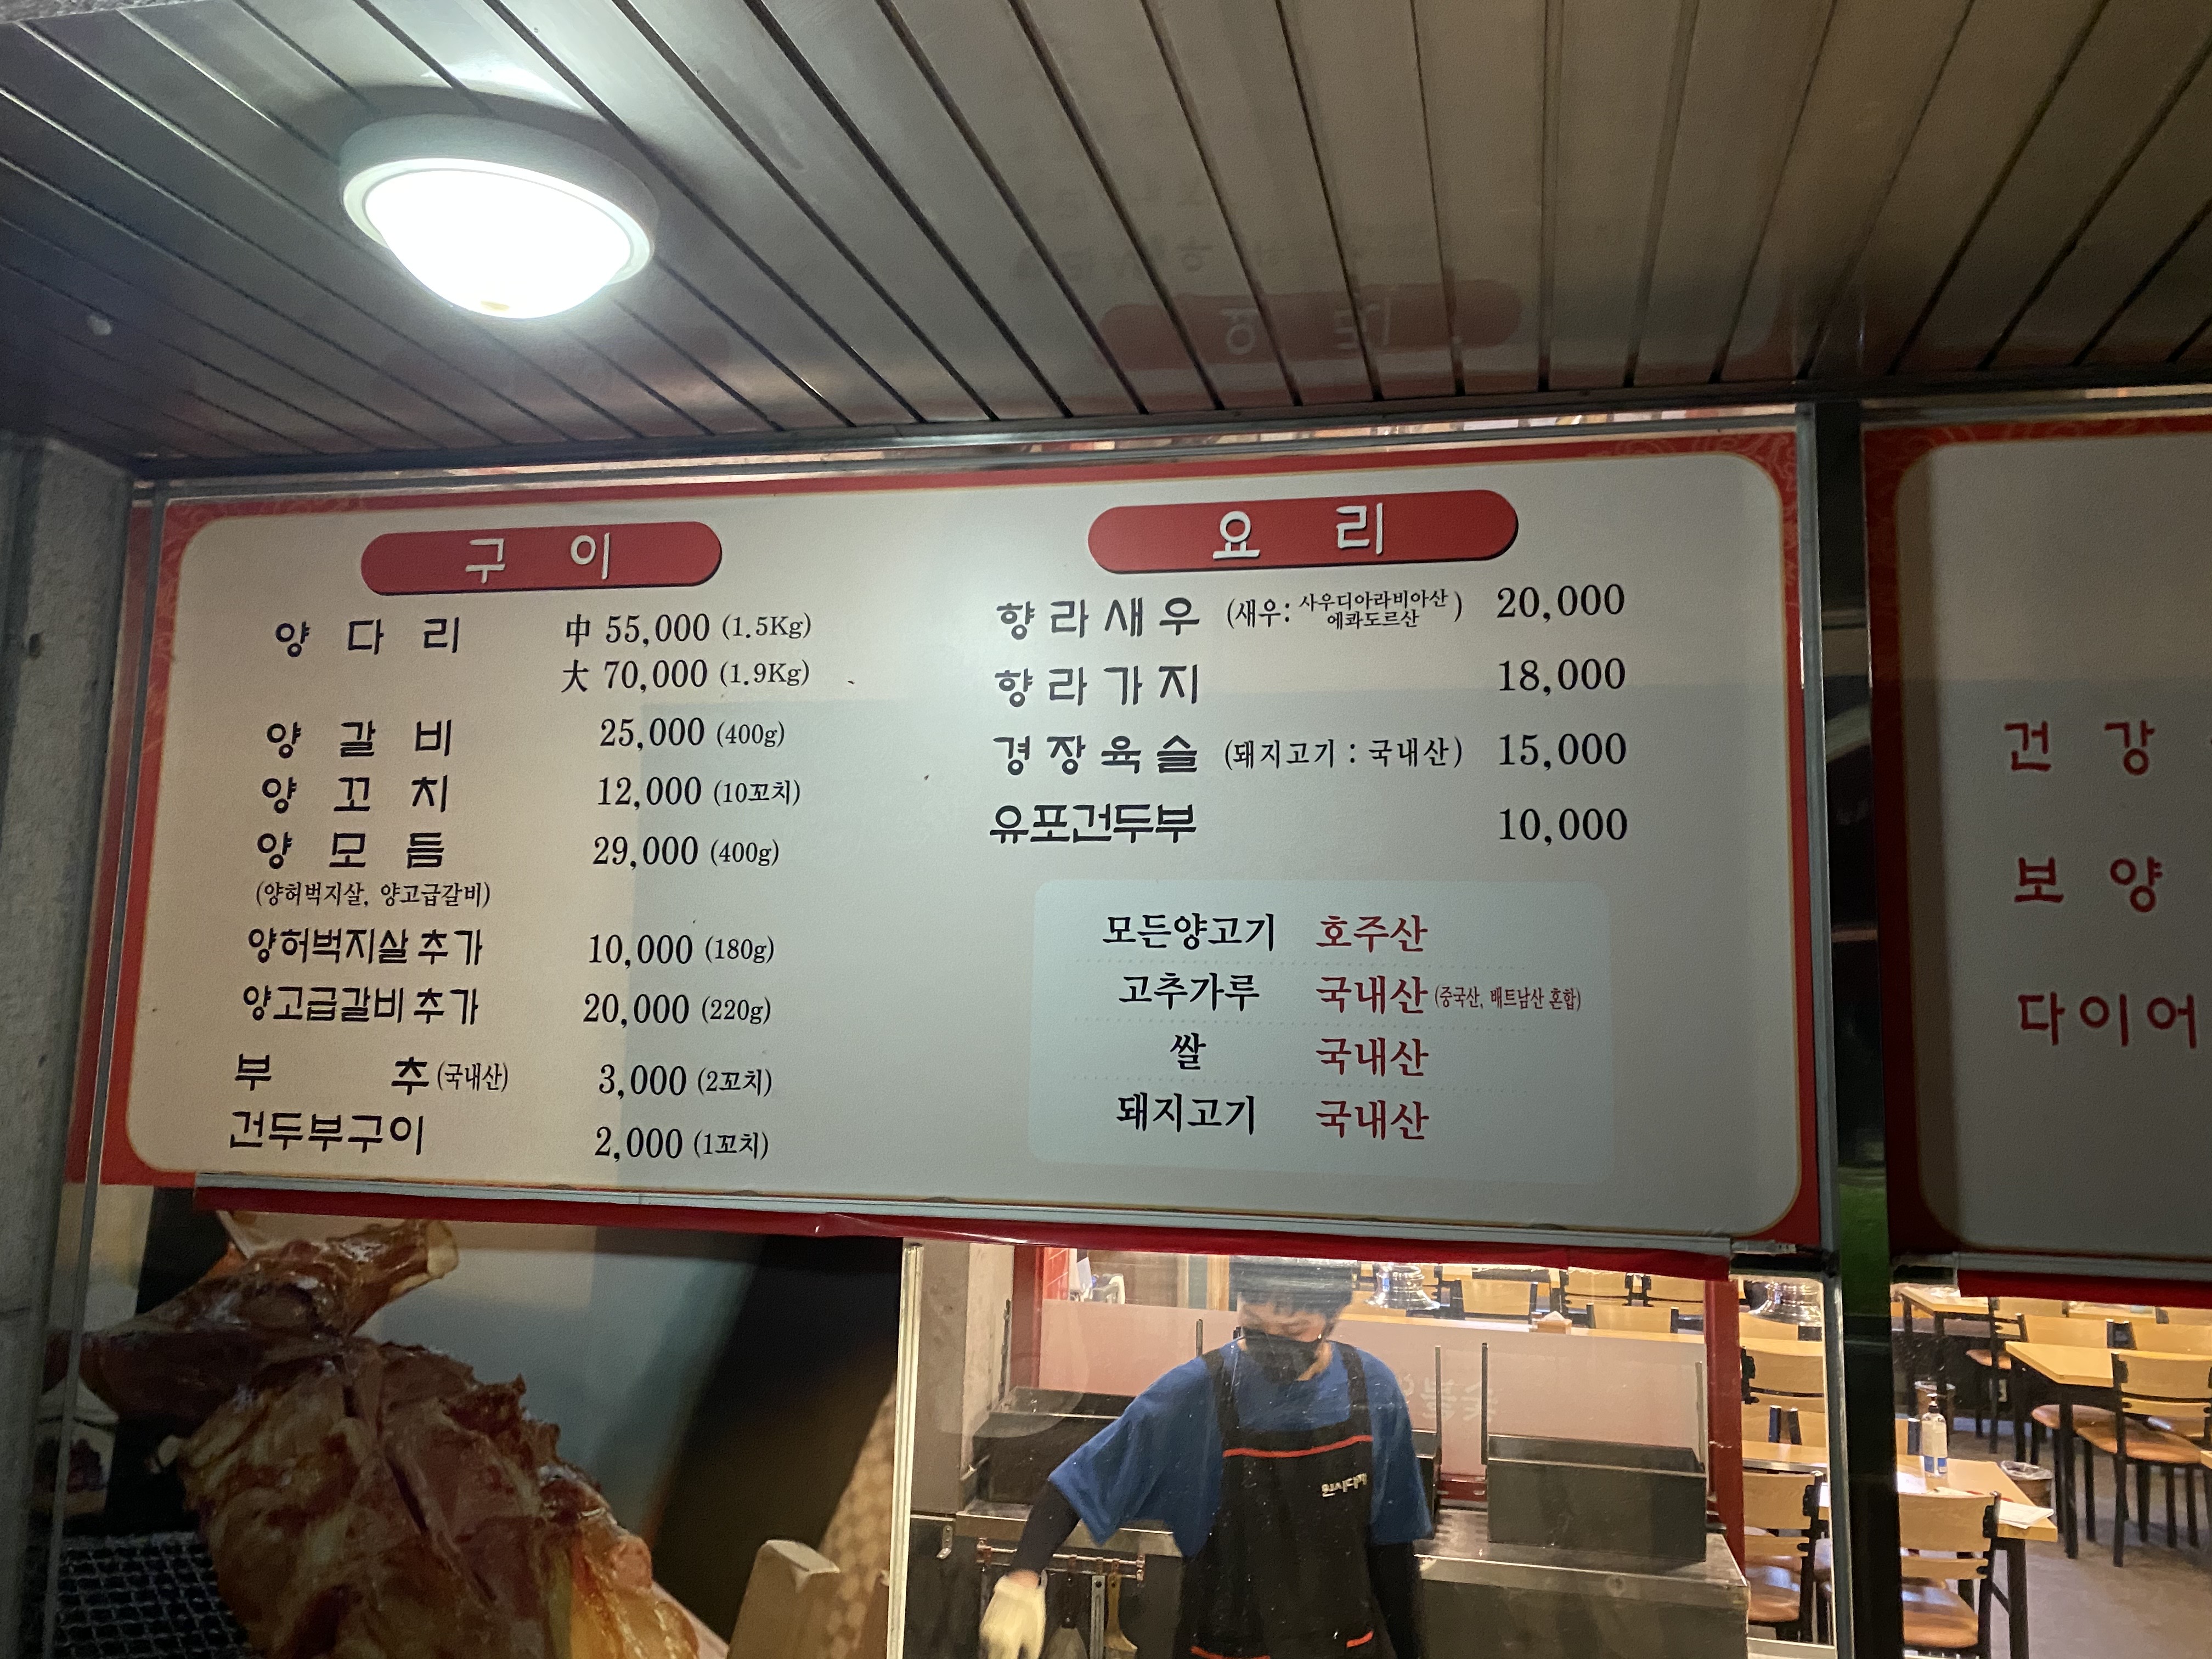 구 이
양 다 리 中 55,000 (1.5Kg)
大 70,000 (1.9Kg)
양 갈 비 25,000 (400g)
양 꼬 치 12,000 (10꼬치)
양 모 듬 29,000 (400g)
(양허벅지살, 양고급갈비)
양허벅지살 추가 10,000 (180g)
양고급갈비 추가 20,000 (220g)
부 추 (국내산) 3,000 (2꼬치)
건두부구이 2,000 (1꼬치)
요 리
향라새우 (새우: 사우디아라비아산 에콰도르산) 20,000
향라가지 18,000
경장육슬 (돼지고기 : 국내산) 15,000
유포건두부 10,000
모든양고기 호주산
고추가루 국내산 (중국산, 배트남산 혼합)
쌀 국내산
돼지고기 국내산
건 강
보 양
다이어